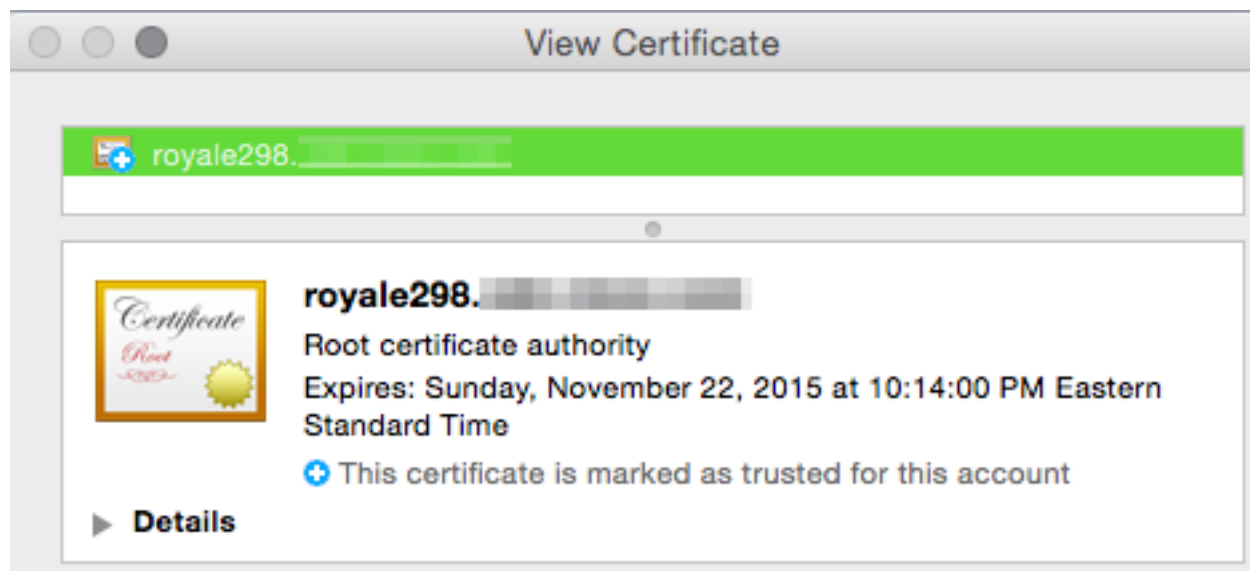 View Certificate
royale298.
royale298.
Certificate
Root
Root certificate authority
Expires: Sunday, November 22, 2015 at 10:14:00 PM Eastern
Standard Time
This certificate is marked as trusted for this account
Details